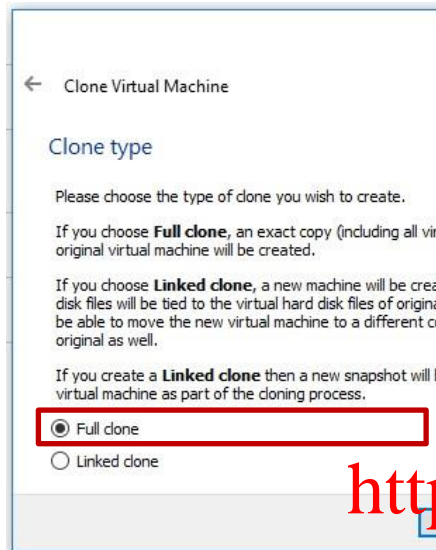 Clone Virtual Machine
Clone type
Please choose the type of clone you wish to create.
If you choose Full clone, an exact copy (including all
original virtual machine will be created.
If you choose Linked clone, a new machine will be
disk files will be tied to the virtual hard disk files of
be able to move the new virtual machine to a different
original as well.
If you create a Linked clone then a new snapshot will
virtual machine as part of the cloning process.
Full clone
Linked clone
http